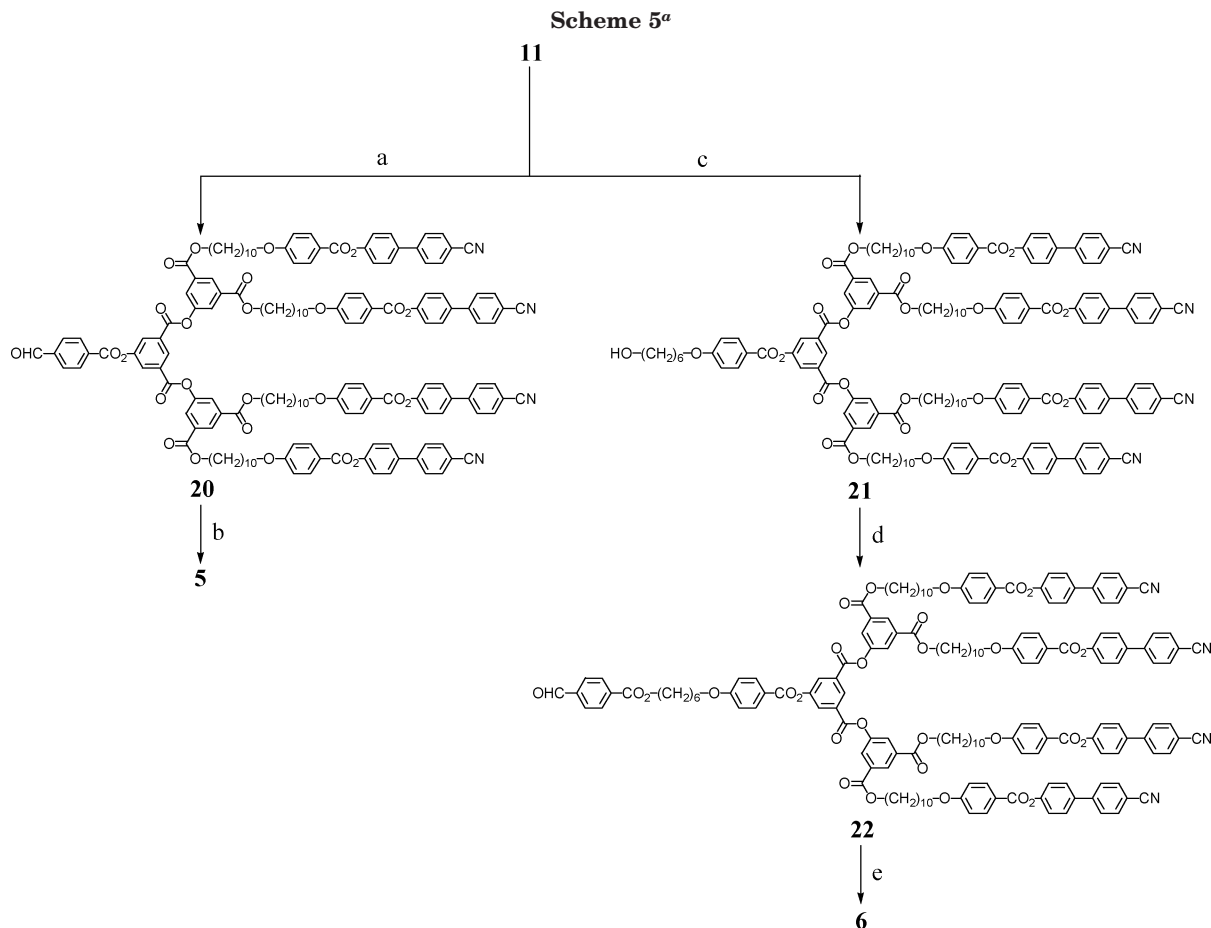 Scheme 5a
11
a
c
O(CH2)10-O CO2 CN
O
O
O
O(CH2)10-O CO2 CN
O
O
OHC CO2
O
O
O
O(CH2)10-O CO2 CN
O
O
O(CH2)10-O CO2 CN
20
b
5
O(CH2)10-O CO2 CN
O
O
O
O(CH2)10-O CO2 CN
O
HO-(CH2)6-O CO2
O
O
O
O(CH2)10-O CO2 CN
O
O
O(CH2)10-O CO2 CN
21
d
O(CH2)10-O CO2 CN
O
O
O
O(CH2)10-O CO2 CN
O
OHC CO2-(CH2)6-O CO2
O
O
O
O(CH2)10-O CO2 CN
O
O
O(CH2)10-O CO2 CN
22
e
6